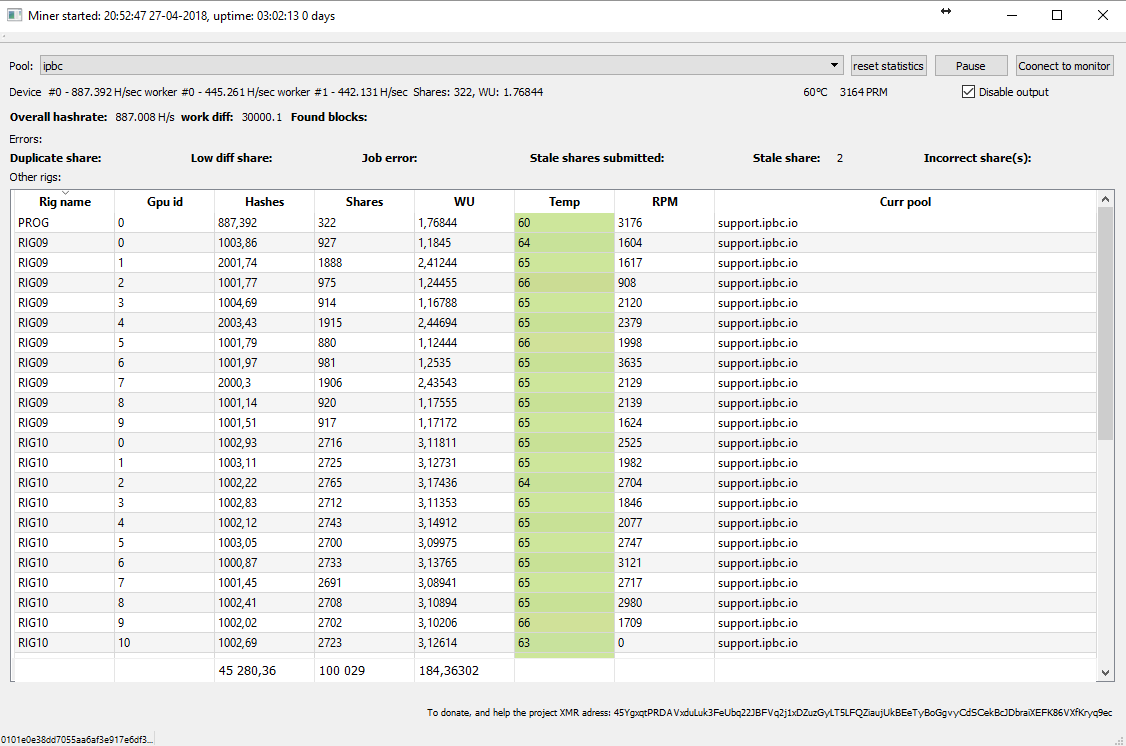 Miner started: 20:52:47 27-04-2018, uptime: 03:02:13 0 days
Pool: ipbc reset statistics Pause Coonect to monitor
Device #0 - 887.392 H/sec worker #0 - 445.261 H/sec worker #1 - 442.131 H/sec Shares: 322, WU: 1.76844 60°C 3164 PRM Disable output
Overall hashrate: 887.008 H/s work diff: 30000.1 Found blocks:
Errors:
Duplicate share: Low diff share: Job error: Stale shares submitted: Stale share: 2 Incorrect share(s):
Other rigs:
Rig name Gpu id Hashes Shares WU Temp RPM Curr pool
PROG 0 887,392 322 1,76844 60 3176 support.ipbc.io
RIG09 0 1003,86 927 1,1845 64 1604 support.ipbc.io
RIG09 1 2001,74 1888 2,41244 65 1617 support.ipbc.io
RIG09 2 1001,77 975 1,24455 66 908 support.ipbc.io
RIG09 3 1004,69 914 1,16788 65 2120 support.ipbc.io
RIG09 4 2003,43 1915 2,44694 65 2379 support.ipbc.io
RIG09 5 1001,79 880 1,12444 66 1998 support.ipbc.io
RIG09 6 1001,97 981 1,2535 65 3635 support.ipbc.io
RIG09 7 2000,3 1906 2,43543 65 2129 support.ipbc.io
RIG09 8 1001,14 920 1,17555 65 2139 support.ipbc.io
RIG09 9 1001,51 917 1,17172 65 1624 support.ipbc.io
RIG10 0 1002,93 2716 3,11811 65 2525 support.ipbc.io
RIG10 1 1003,11 2725 3,12731 65 1982 support.ipbc.io
RIG10 2 1002,22 2765 3,17436 64 2704 support.ipbc.io
RIG10 3 1002,83 2712 3,11353 65 1846 support.ipbc.io
RIG10 4 1002,12 2743 3,14912 65 2077 support.ipbc.io
RIG10 5 1003,05 2700 3,09975 65 2747 support.ipbc.io
RIG10 6 1000,87 2733 3,13765 65 3121 support.ipbc.io
RIG10 7 1001,45 2691 3,08941 65 2717 support.ipbc.io
RIG10 8 1002,41 2708 3,10894 65 2980 support.ipbc.io
RIG10 9 1002,02 2702 3,10206 66 1709 support.ipbc.io
RIG10 10 1002,69 2723 3,12614 63 0 support.ipbc.io
45 280,36 100 029 184,36302
To donate, and help the project XMR adress: 45YgxqtPRDAVxduLuk3FeUbq22JBFVq2j1xDZuzGyLT5LFQZiaujUkBEeTyBoGgvyCdSCekBcJDbraiXEFK86VXfKryq9ec
0101e0e38dd7055aa6af3e917e6df3...